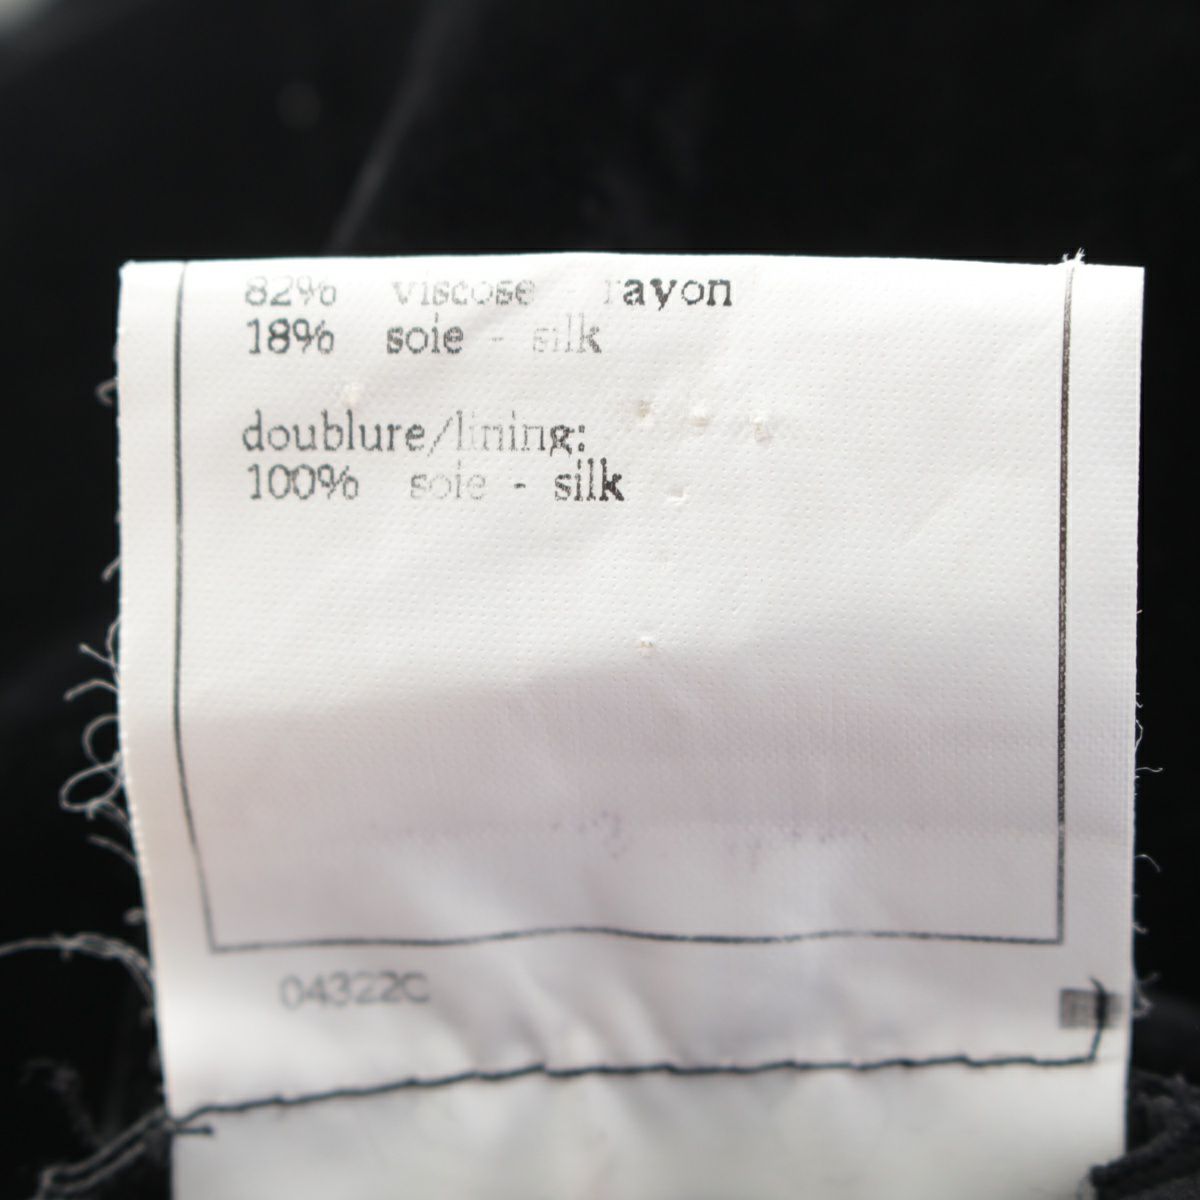 82% viscose - rayon
18% soie - silk
doublure/lining:
100% soie - silk
04322C